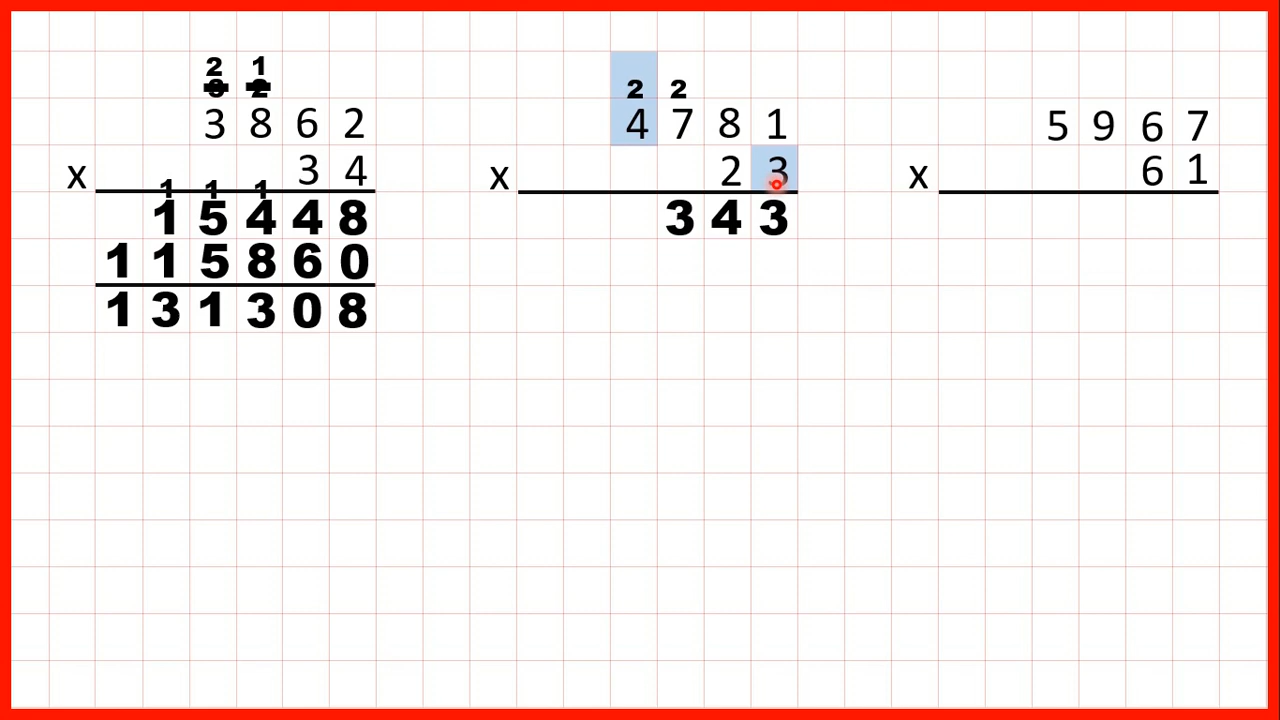 2 1
3 2
3 8 6 2
x 3 4
1 1 1
1 5 4 4 8
1 1 5 8 6 0
1 3 1 3 0 8
2 2
4 7 8 1
x 2 3
3 4 3
5 9 6 7
x 6 1